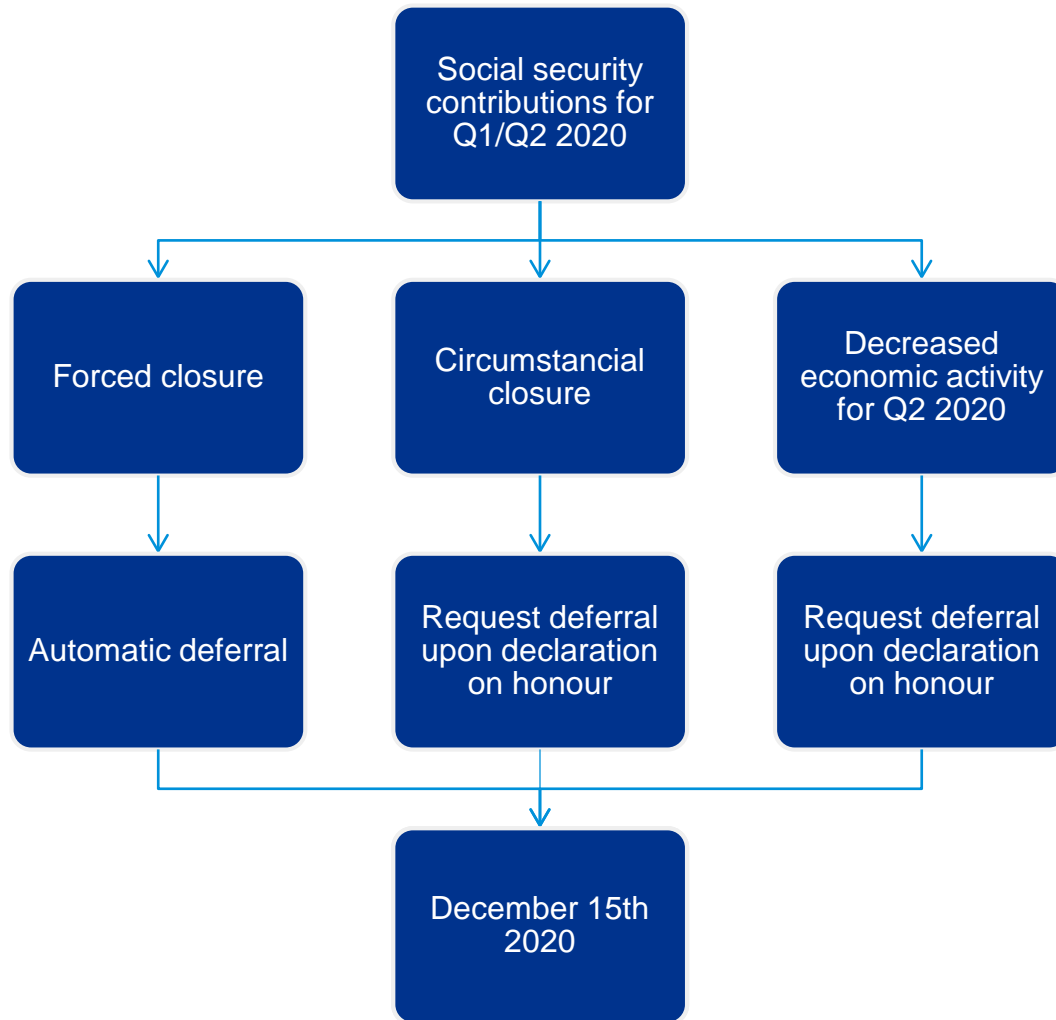 Social security
contributions for
Q1/Q2 2020
Forced closure
Circumstancial
closure
Decreased
economic activity
for Q2 2020
Automatic deferral
Request deferral
upon declaration
on honour
Request deferral
upon declaration
on honour
December 15th
2020